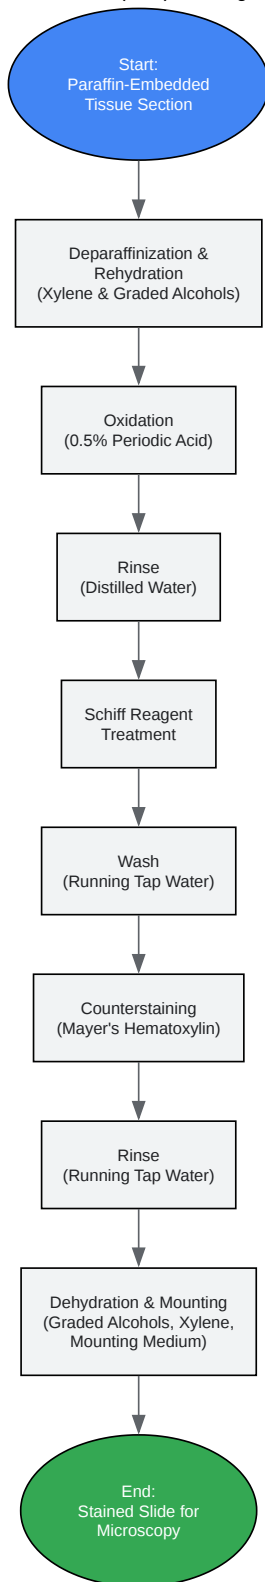 Start:
Paraffin-Embedded
Tissue Section
Deparaffinization &
Rehydration
(Xylene & Graded Alcohols)
Oxidation
(0.5% Periodic Acid)
Rinse
(Distilled Water)
Schiff Reagent
Treatment
Wash
(Running Tap Water)
Counterstaining
(Mayer's Hematoxylin)
Rinse
(Running Tap Water)
Dehydration & Mounting
(Graded Alcohols, Xylene,
Mounting Medium)
End:
Stained Slide for
Microscopy